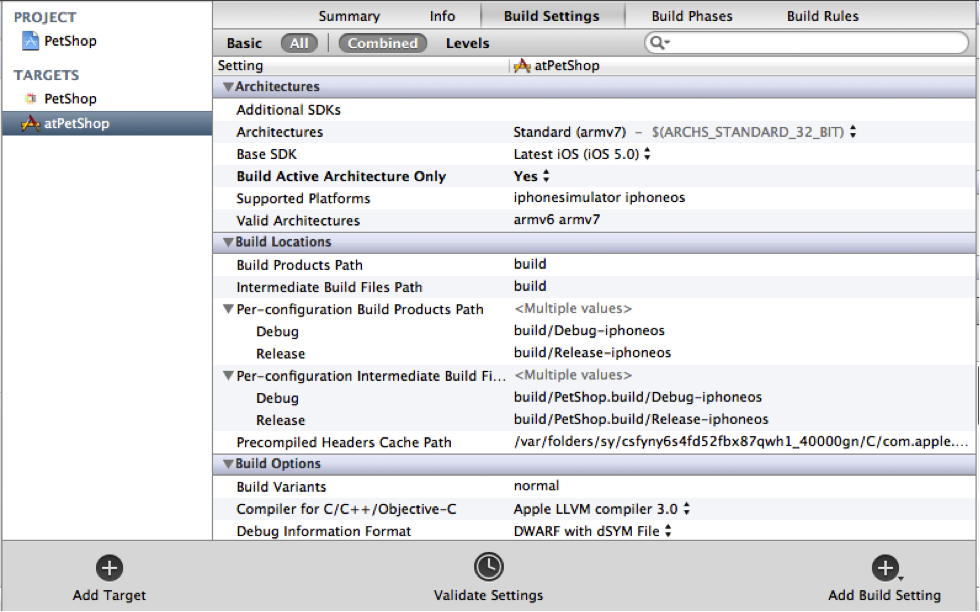 PROJECT
PetShop
TARGETS
PetShop
atPetShop
Summary Info Build Settings Build Phases Build Rules
Basic All Combined Levels
Setting atPetShop
Architectures
Additional SDKs
Architectures Standard (armv7) – $(ARCHS_STANDARD_32_BIT)
Base SDK Latest iOS (iOS 5.0)
Build Active Architecture Only Yes
Supported Platforms iphonesimulator iphoneos
Valid Architectures armv6 armv7
Build Locations
Build Products Path build
Intermediate Build Files Path build
Per-configuration Build Products Path <Multiple values>
Debug build/Debug-iphoneos
Release build/Release-iphoneos
Per-configuration Intermediate Build Fi... <Multiple values>
Debug build/PetShop.build/Debug-iphoneos
Release build/PetShop.build/Release-iphoneos
Precompiled Headers Cache Path /var/folders/sy/csfyny6s4fd52fbx87qwh1_40000gn/C/com.apple....
Build Options
Build Variants normal
Compiler for C/C++/Objective-C Apple LLVM compiler 3.0
Debug Information Format DWARF with dSYM File
Add Target Validate Settings Add Build Setting